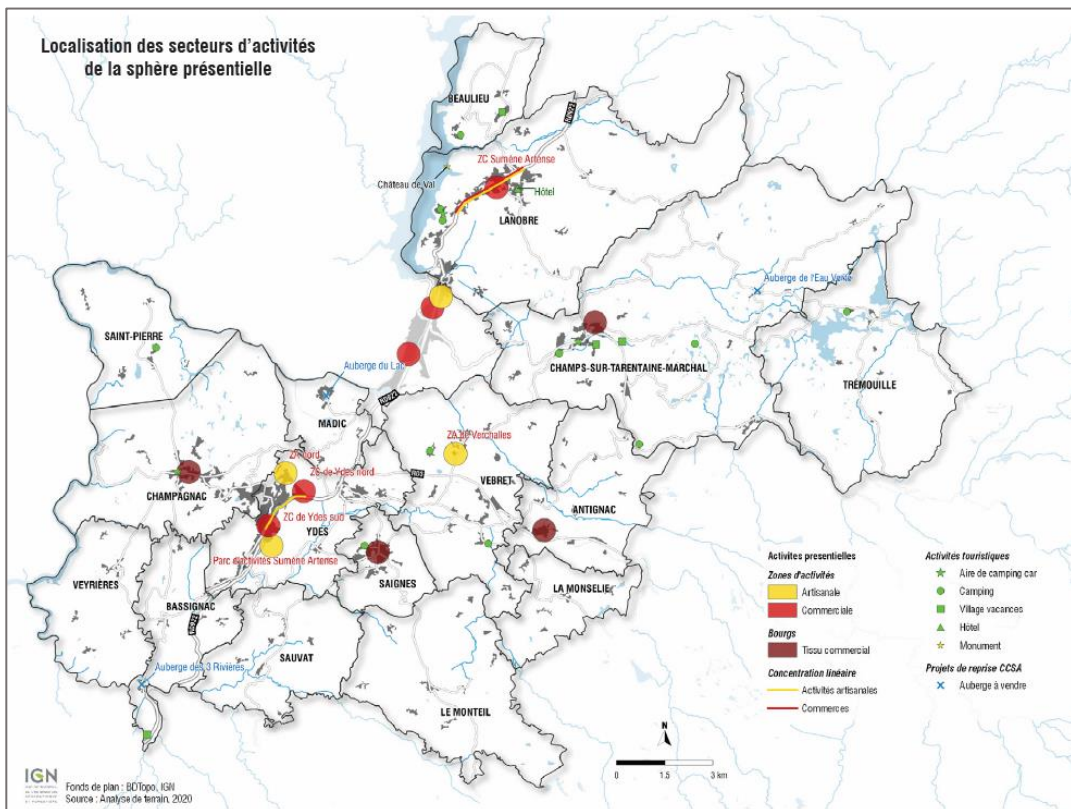 Localisation des secteurs d'activités
de la sphère présentielle
BEAULIEU
RD922
ZC Sumène Artense
Château de Val
Hôtel
LANOBRE
Auberge de l'Eau Verte
SAINT-PIERRE
Auberge du Lac
CHAMPS-SUR-TARENTAINE-MARCHAL
TRÉMOUILLE
MADIC
RD922
ZA de Verchalles
ZA nord
ZC de Ydes nord
CHAMPAGNAC
VEBRET
ANTIGNAC
ZC de Ydes sud
YDES
Parc d'activités Sumène Artense
VEYRIÈRES
SAIGNES
LA MONSELIE
BASSIGNAC
RD922
SAUVAT
Auberge des 3 Rivières
LE MONTEIL
Activites presentielles
Zones d'activités
Artisanale
Commerciale
Bourgs
Tissu commercial
Concentration linéaire
Activités artisanales
Commerces
Activités touristiques
Aire de camping car
Camping
Village vacances
Hôtel
Monument
Projets de reprise CCSA
Auberge à vendre
N
0 1.5 3 km
IGN
Fonds de plan : BDTopo, IGN
Source : Analyse de terrain, 2020